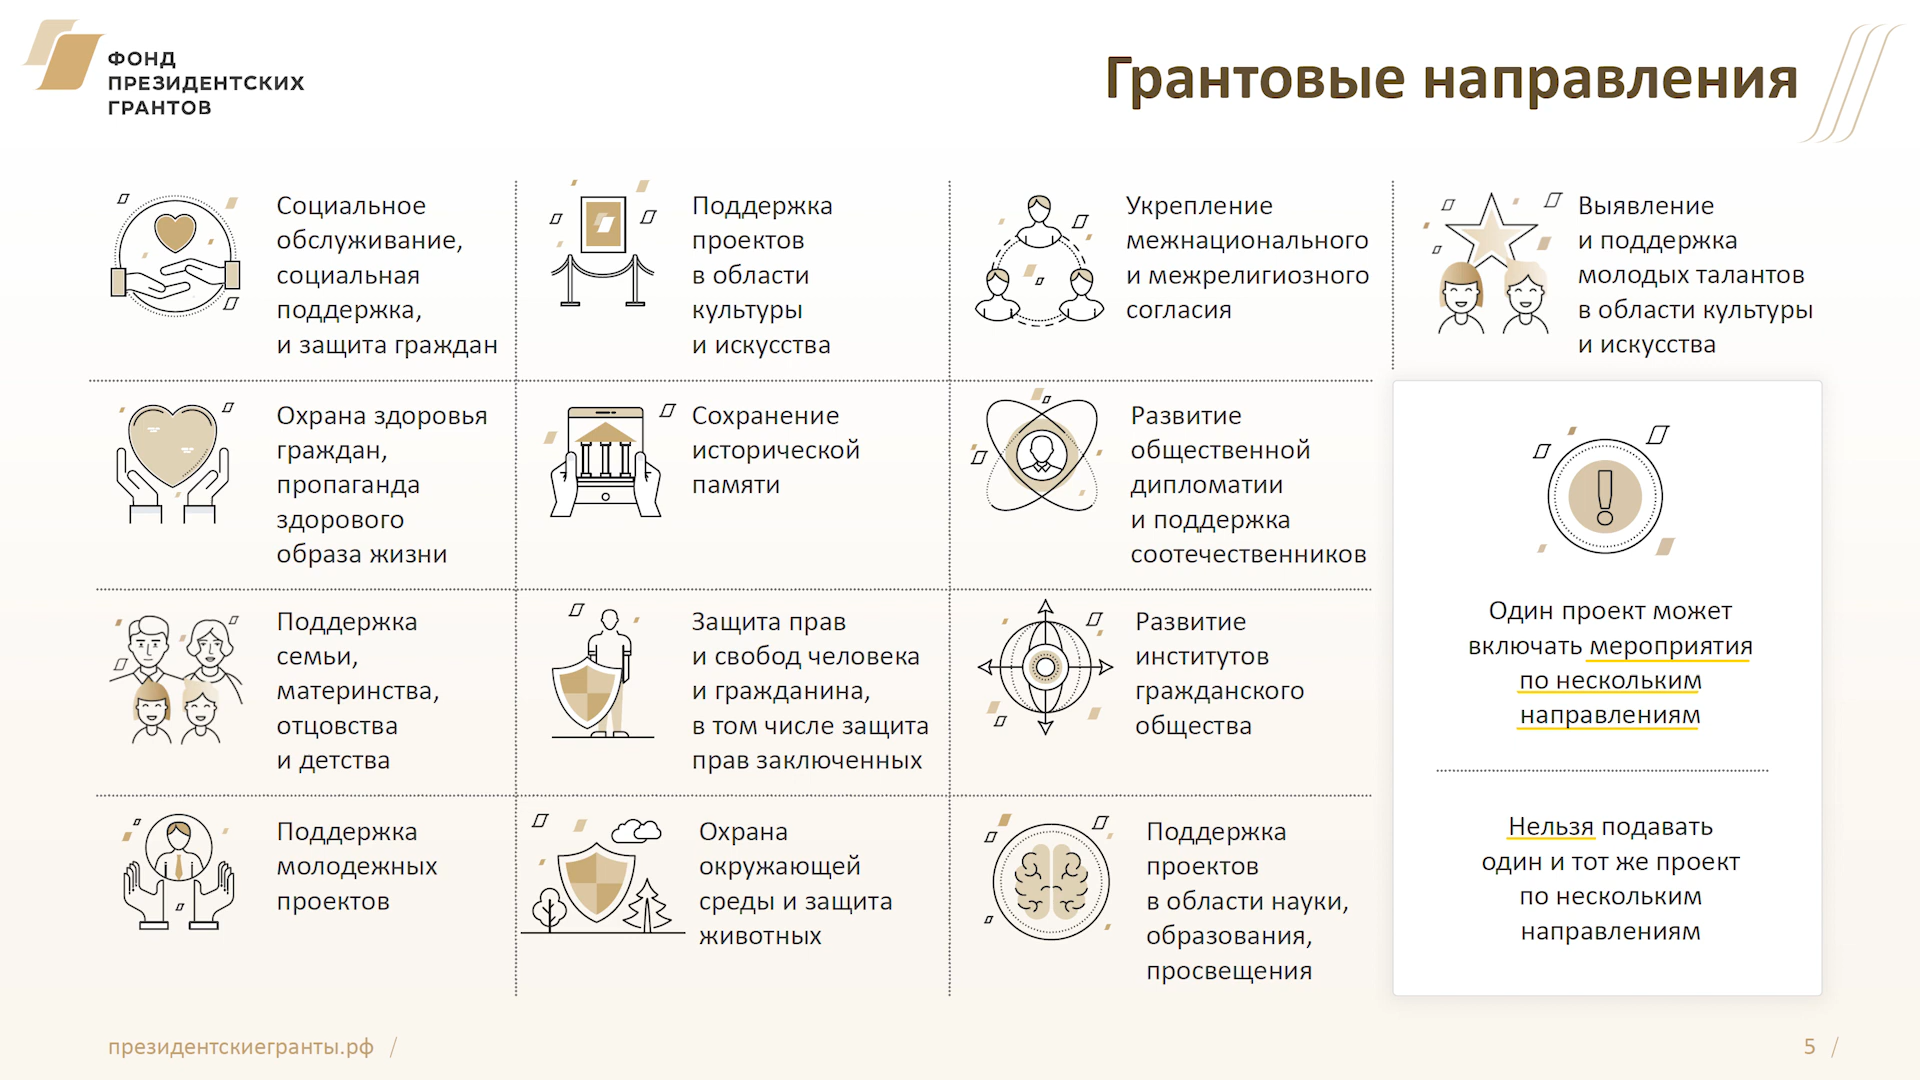 ФОНД
ПРЕЗИДЕНТСКИХ
ГРАНТОВ
Грантовые направления
Социальное
обслуживание,
социальная
поддержка,
и защита граждан
Поддержка
проектов
в области
культуры
и искусства
Укрепление
межнационального
и межрелигиозного
согласия
Выявление
и поддержка
молодых талантов
в области культуры
и искусства
Охрана здоровья
граждан,
пропаганда
здорового
образа жизни
Сохранение
исторической
памяти
Развитие
общественной
дипломатии
и поддержка
соотечественников
Поддержка
семьи,
материнства,
отцовства
и детства
Защита прав
и свобод человека
и гражданина,
в том числе защита
прав заключенных
Развитие
институтов
гражданского
общества
Поддержка
молодежных
проектов
Охрана
окружающей
среды и защита
животных
Поддержка
проектов
в области науки,
образования,
просвещения
Один проект может
включать мероприятия
по нескольким
направлениям
Нельзя подавать
один и тот же проект
по нескольким
направлениям
президентскиегранты.рф /
5 /